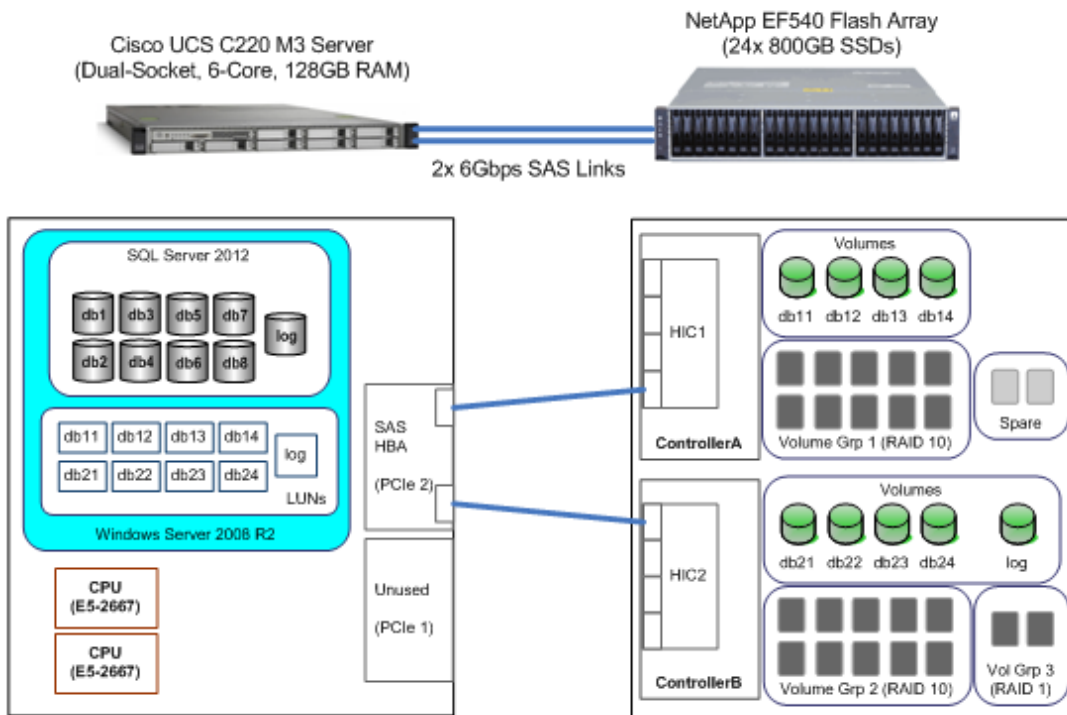 Cisco UCS C220 M3 Server
(Dual-Socket, 6-Core, 128GB RAM)
NetApp EF540 Flash Array
(24x 800GB SSDs)
2x 6Gbps SAS Links
SQL Server 2012
db1 db3 db5 db7
log
db2 db4 db6 db8
db11 db12 db13 db14
log
db21 db22 db23 db24
LUNs
Windows Server 2008 R2
CPU
(E5-2667)
CPU
(E5-2667)
SAS
HBA
(PCIe 2)
Unused
(PCIe 1)
HIC1
ControllerA
Volumes
db11 db12 db13 db14
Volume Grp 1 (RAID 10)
Spare
HIC2
ControllerB
Volumes
db21 db22 db23 db24 log
Volume Grp 2 (RAID 10)
Vol Grp 3
(RAID 1)